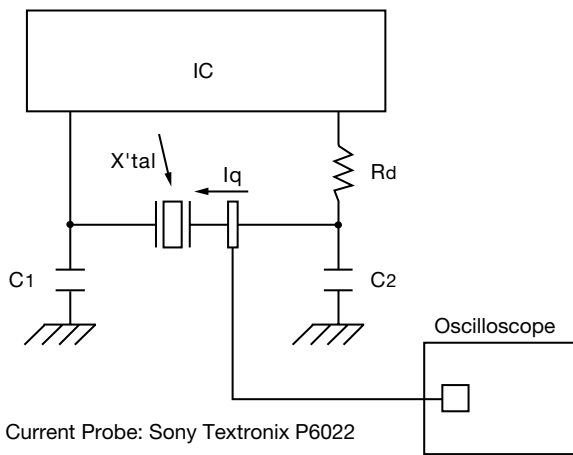 IC
X'tal
Iq
Rd
C1
C2
Oscilloscope
Current Probe: Sony Textronix P6022